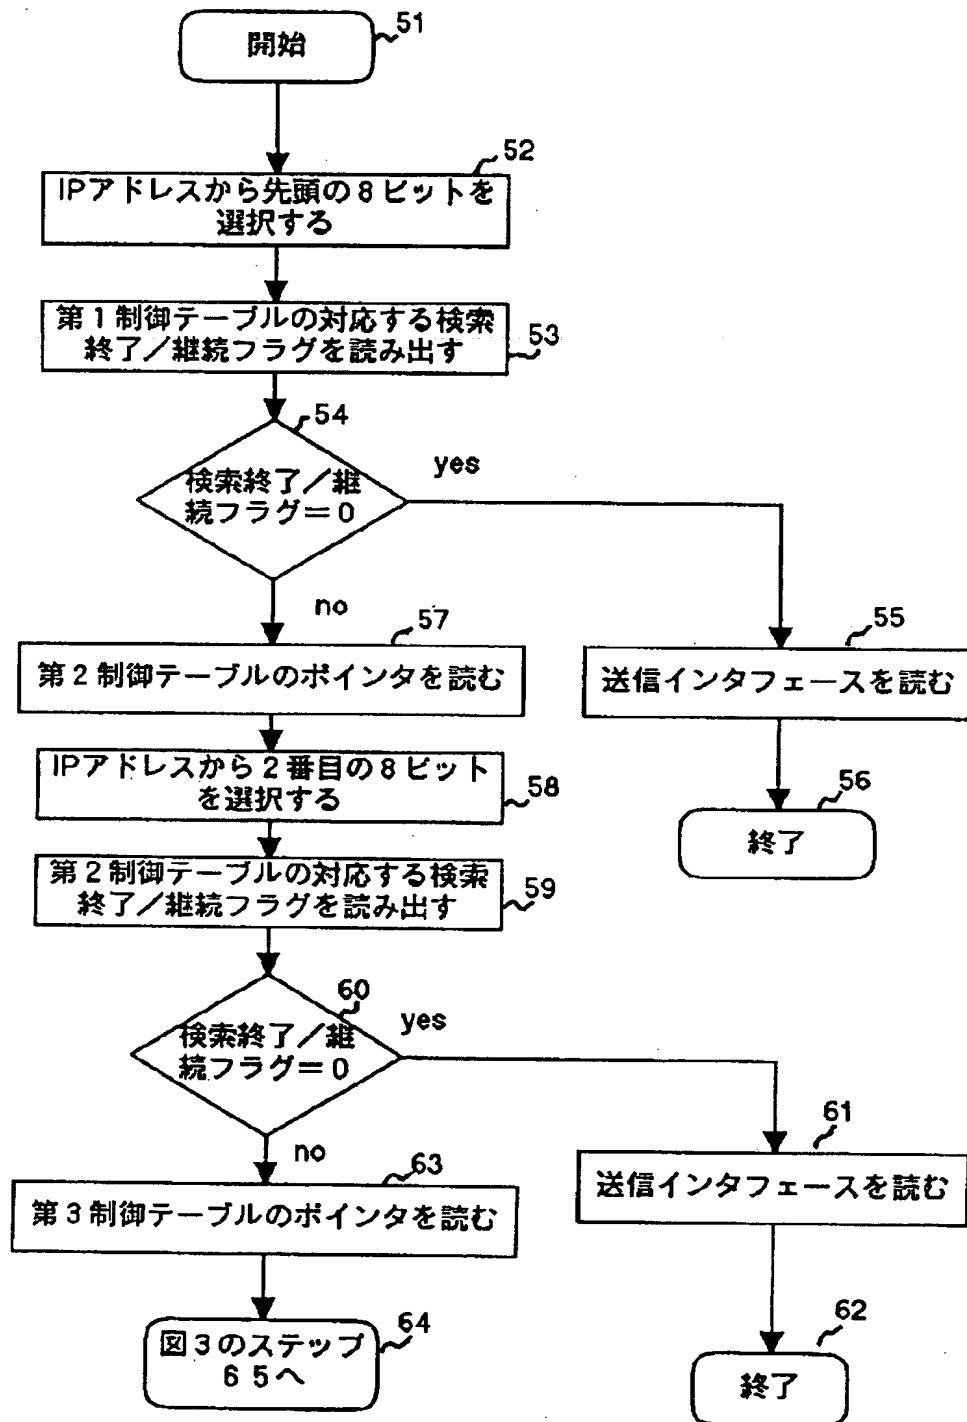 開始
51
52
IPアドレスから先頭の8ビットを
選択する
第1制御テーブルの対応する検索
終了/継続フラグを読み出す
53
54
検索終了/継
続フラグ=0
yes
no
57
第2制御テーブルのポインタを読む
55
送信インタフェースを読む
IPアドレスから2番目の8ビット
を選択する
58
56
終了
第2制御テーブルの対応する検索
終了/継続フラグを読み出す
59
60
検索終了/継
続フラグ=0
yes
no
63
第3制御テーブルのポインタを読む
61
送信インタフェースを読む
図3のステップ
65へ
64
62
終了